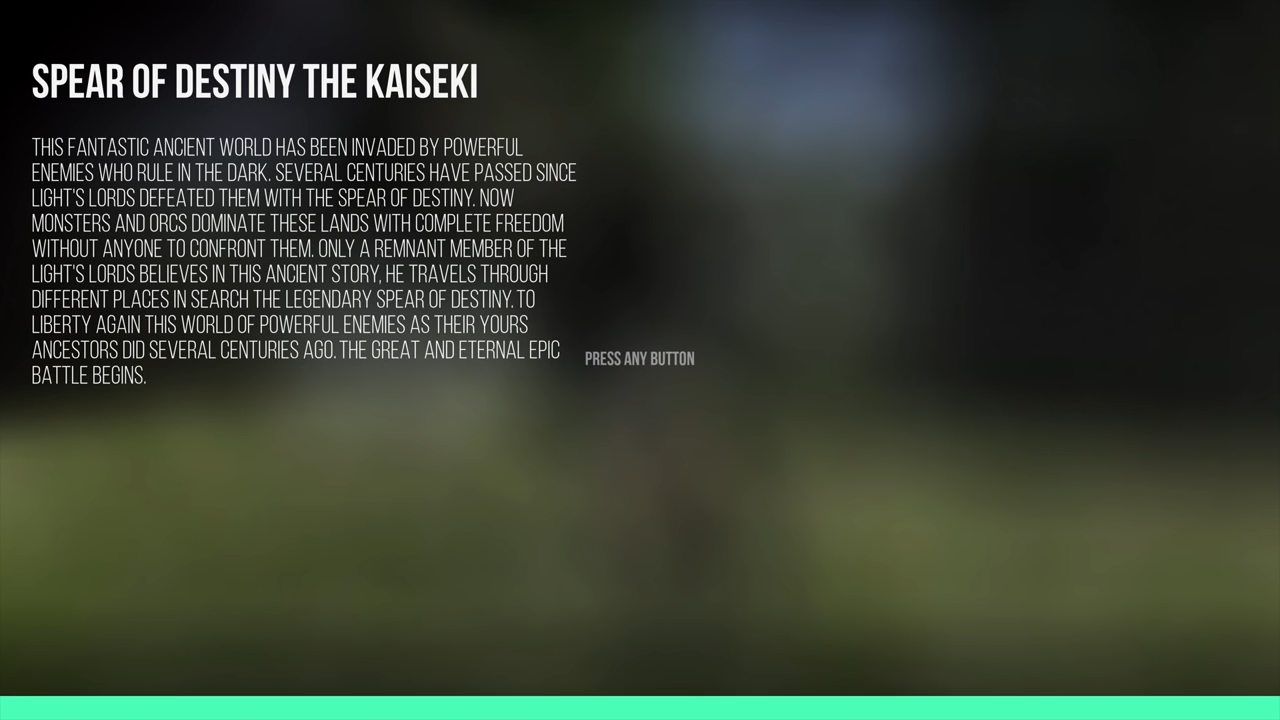 SPEAR OF DESTINY THE KAISEKI
THIS FANTASTIC ANCIENT WORLD HAS BEEN INVADED BY POWERFUL
ENEMIES WHO RULE IN THE DARK. SEVERAL CENTURIES HAVE PASSED SINCE
LIGHT'S LORDS DEFEATED THEM WITH THE SPEAR OF DESTINY. NOW
MONSTERS AND ORCS DOMINATE THESE LANDS WITH COMPLETE FREEDOM
WITHOUT ANYONE TO CONFRONT THEM. ONLY A REMNANT MEMBER OF THE
LIGHT'S LORDS BELIEVES IN THIS ANCIENT STORY, HE TRAVELS THROUGH
DIFFERENT PLACES IN SEARCH THE LEGENDARY SPEAR OF DESTINY. TO
LIBERTY AGAIN THIS WORLD OF POWERFUL ENEMIES AS THEIR YOURS
ANCESTORS DID SEVERAL CENTURIES AGO. THE GREAT AND ETERNAL EPIC
BATTLE BEGINS.
PRESS ANY BUTTON